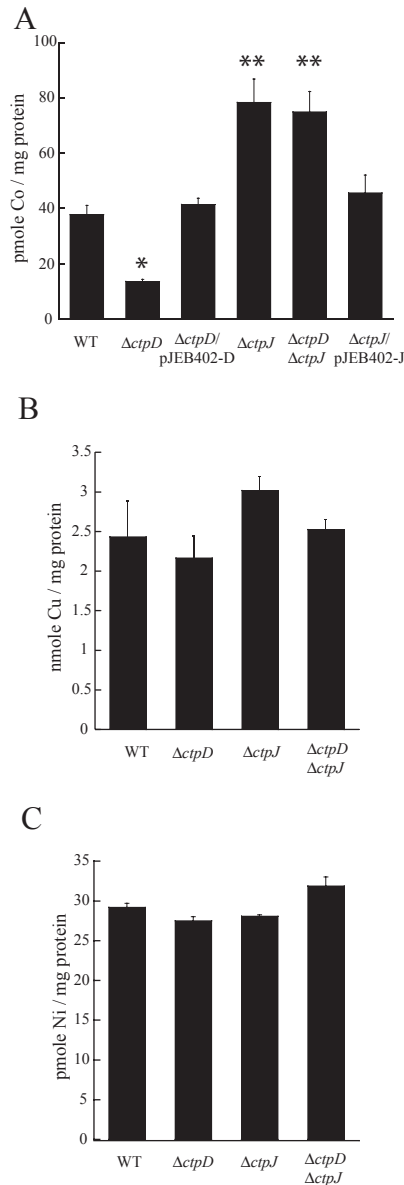 A
pmole Co / mg protein
100
80
60
40
20
0
*
**
**
WT
ΔctpD
ΔctpD/
pJEB402-D
ΔctpJ
ΔctpD
ΔctpJ
ΔctpJ/
pJEB402-J
B
nmole Cu / mg protein
3.5
3
2.5
2
1.5
1
0.5
0
WT
ΔctpD
ΔctpJ
ΔctpD
ΔctpJ
C
pmole Ni / mg protein
35
30
25
20
15
10
5
0
WT
ΔctpD
ΔctpJ
ΔctpD
ΔctpJ